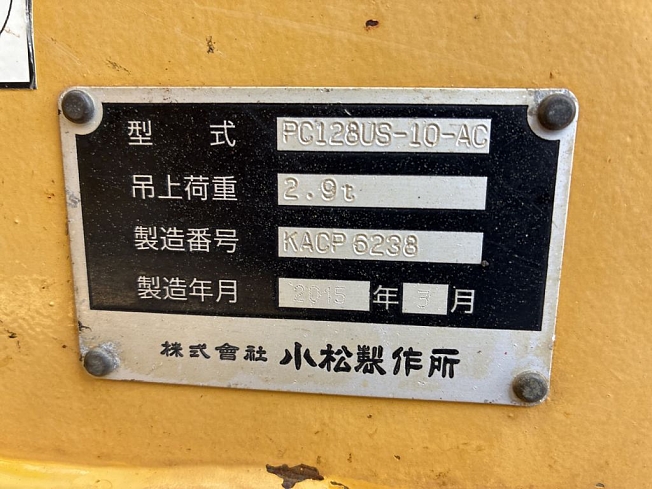 型 式 PC128US-10-AC
吊上荷重 2.9t
製造番号 KACP 6238
製造年月 2015 年 月
株式會社 小松製作所